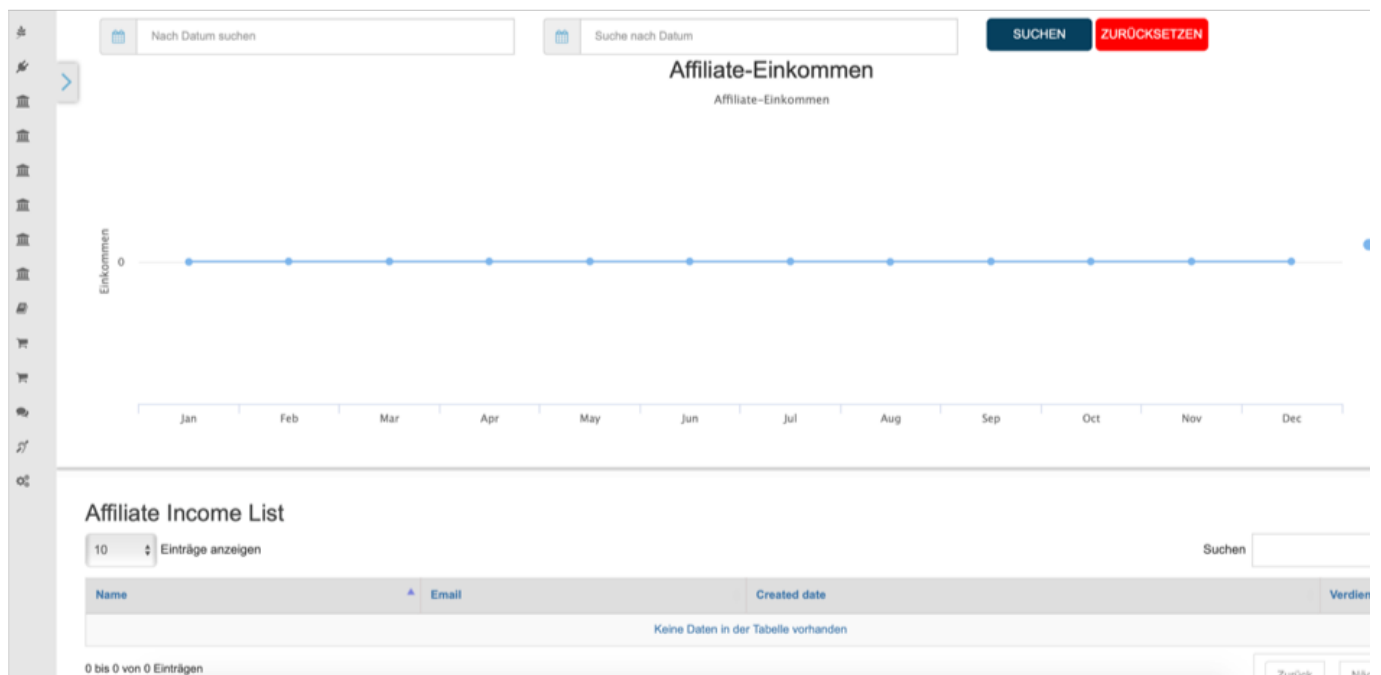 Nach Datum suchen
Suche nach Datum
SUCHEN
ZURÜCKSETZEN
Affiliate-Einkommen
Affiliate-Einkommen
Einkommen
0
Jan Feb Mar Apr May Jun Jul Aug Sep Oct Nov Dec
Affiliate Income List
10 Einträge anzeigen
Suchen
Name Email Created date Verdien
Keine Daten in der Tabelle vorhanden
0 bis 0 von 0 Einträgen
Zurück